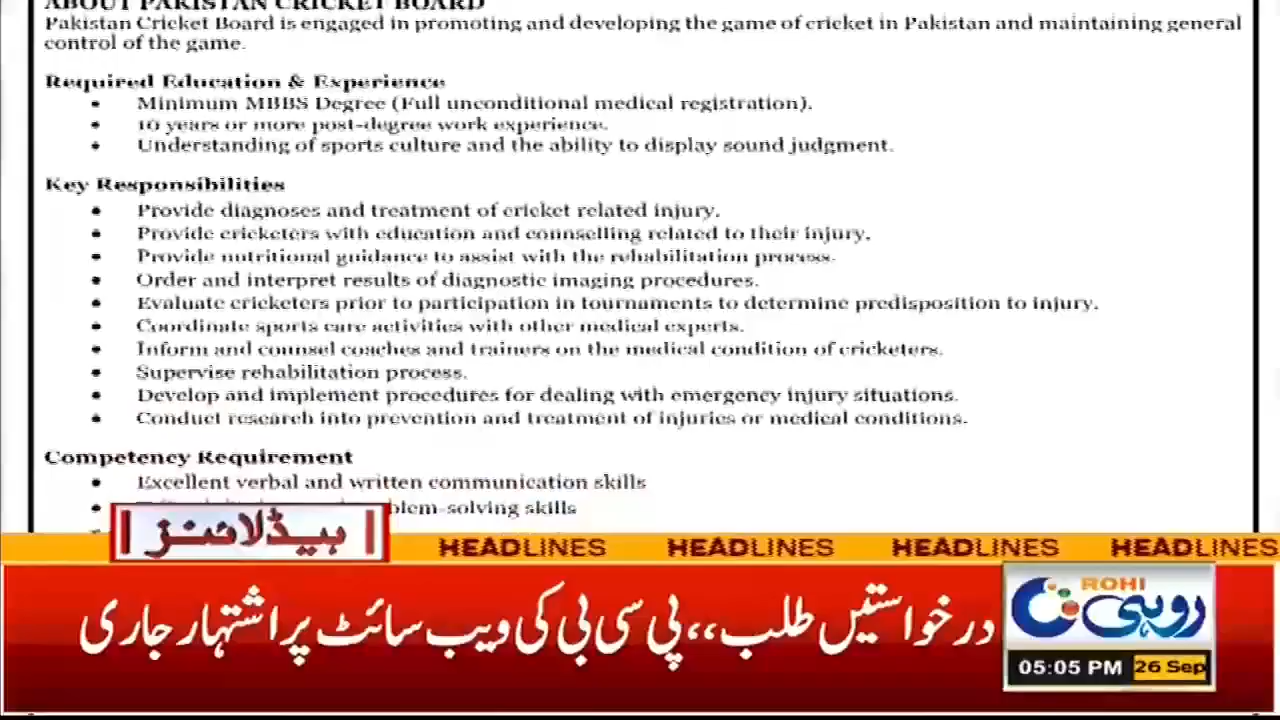 ABOUT PAKISTAN CRICKET BOARD
Pakistan Cricket Board is engaged in promoting and developing the game of cricket in Pakistan and maintaining general
control of the game.
Required Education & Experience
• Minimum MBBS Degree (Full unconditional medical registration).
• 10 years or more post-degree work experience.
• Understanding of sports culture and the ability to display sound judgment.
Key Responsibilities
• Provide diagnoses and treatment of cricket related injury.
• Provide cricketers with education and counselling related to their injury.
• Provide nutritional guidance to assist with the rehabilitation process.
• Order and interpret results of diagnostic imaging procedures.
• Evaluate cricketers prior to participation in tournaments to determine predisposition to injury.
• Coordinate sports care activities with other medical experts.
• Inform and counsel coaches and trainers on the medical condition of cricketers.
• Supervise rehabilitation process.
• Develop and implement procedures for dealing with emergency injury situations.
• Conduct research into prevention and treatment of injuries or medical conditions.
Competency Requirement
• Excellent verbal and written communication skills
• blem-solving skills
ہیڈلائنز
HEADLINES HEADLINES HEADLINES HEADLINES
درخواستیں طلب،،پی سی بی کی ویب سائٹ پر اشتہار جاری
ROHI
روہی
05:05 PM 26 Sep